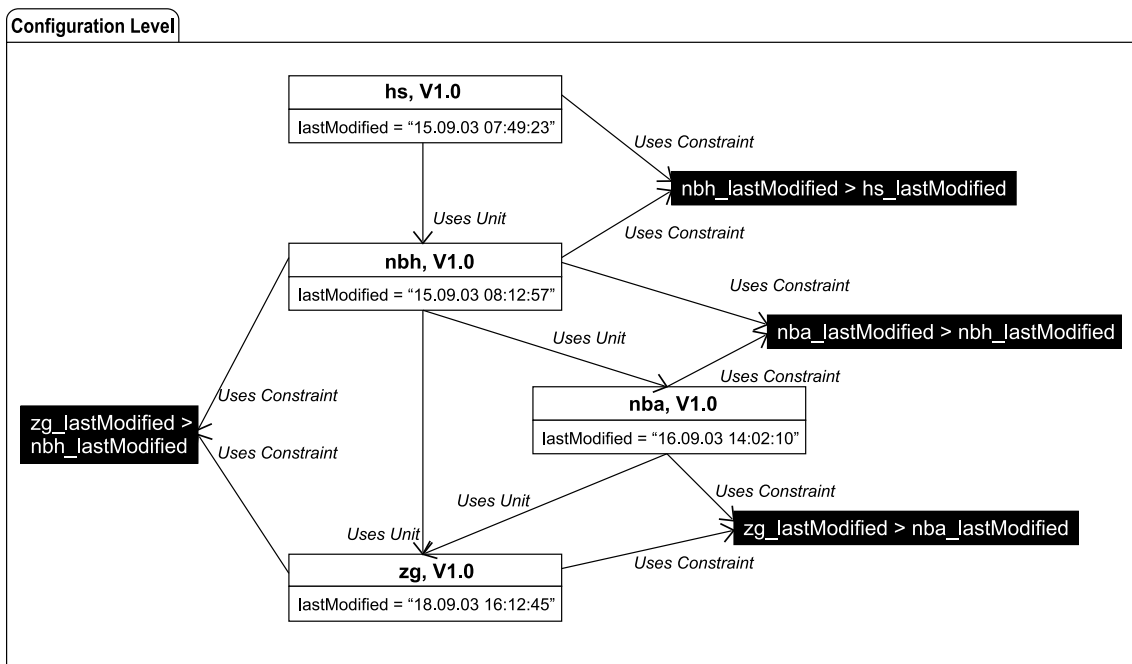 Configuration Level
hs, V1.0
lastModified = “15.09.03 07:49:23”
Uses Constraint
nbh_lastModified > hs_lastModified
Uses Unit
Uses Constraint
nbh, V1.0
lastModified = “15.09.03 08:12:57”
Uses Constraint
nba_lastModified > nbh_lastModified
Uses Unit
Uses Constraint
Uses Constraint
nba, V1.0
zg_lastModified >
nbh_lastModified
lastModified = “16.09.03 14:02:10”
Uses Constraint
Uses Constraint
Uses Unit
zg_lastModified > nba_lastModified
Uses Unit
Uses Constraint
zg, V1.0
lastModified = “18.09.03 16:12:45”